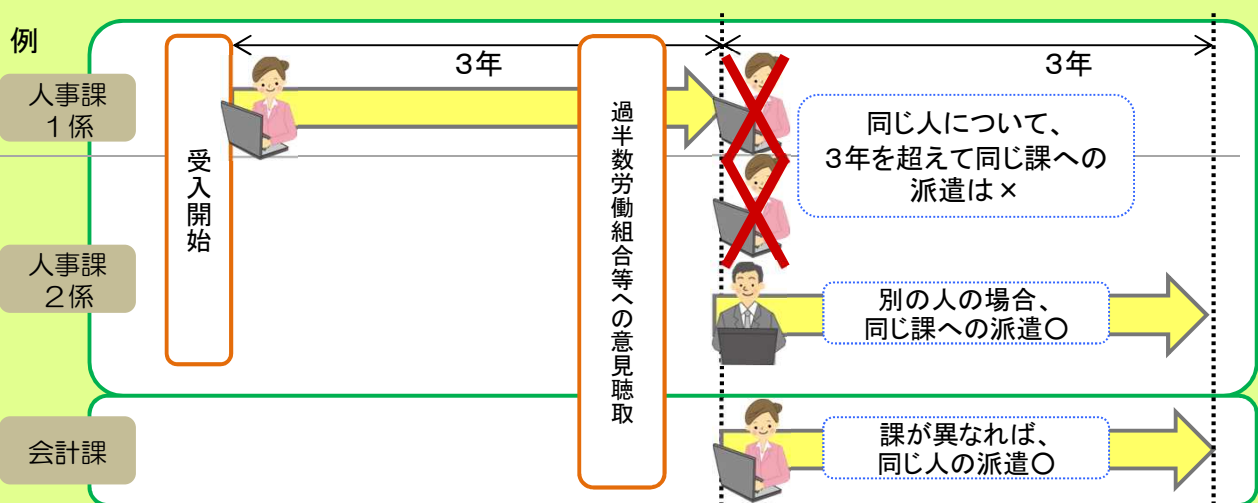 例
3年
3年
人事課
1係
受入開始
過半数労働組合等への意見聴取
同じ人について、
3年を超えて同じ課への
派遣は×
人事課
2係
別の人の場合、
同じ課への派遣○
会計課
課が異なれば、
同じ人の派遣○